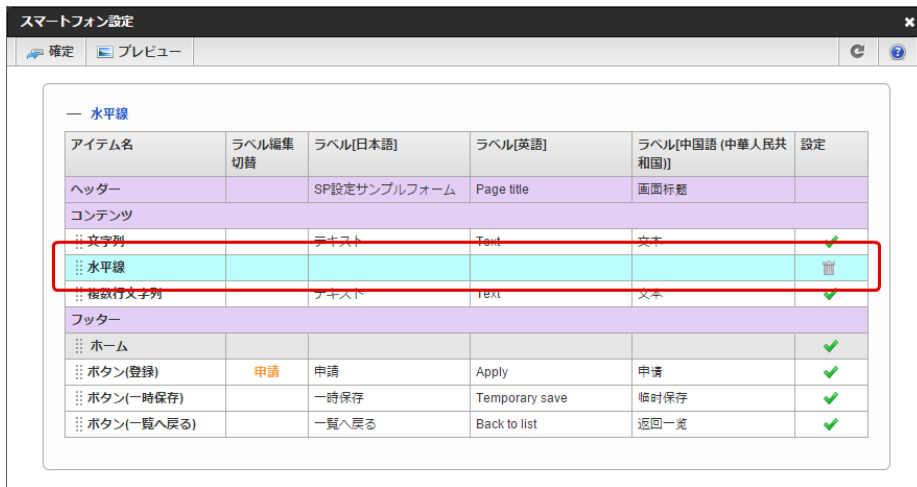 スマートフォン設定
確定 プレビュー
水平線
アイテム名 ラベル編集切替 ラベル[日本語] ラベル[英語] ラベル[中国語 (中華人民共和国)] 設定
ヘッダー SP設定サンプルフォーム Page title 画面标题
コンテンツ
文字列 テキスト Text 文本
水平線
複数行文字列 テキスト Text 文本
フッター
ホーム
ボタン(登録) 申請 申請 Apply 申请
ボタン(一時保存) 一時保存 Temporary save 临时保存
ボタン(一覧へ戻る) 一覧へ戻る Back to list 返回一览